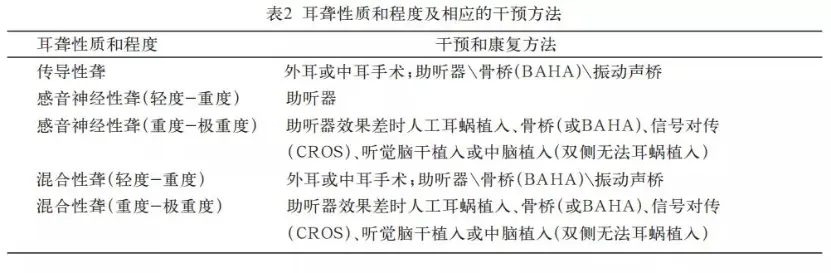 表2 耳聋性质和程度及相应的干预方法
耳聋性质和程度 干预和康复方法
传导性聋 外耳或中耳手术;助听器\骨桥(BAHA)\振动声桥
感音神经性聋(轻度-重度) 助听器
感音神经性聋(重度-极重度) 助听器效果差时人工耳蜗植入、骨桥(或BAHA)、信号对传
(CROS)、听觉脑干植入或中脑植入(双侧无法耳蜗植入)
混合性聋(轻度-重度) 外耳或中耳手术;助听器\骨桥(BAHA)\振动声桥
混合性聋(重度-极重度) 助听器效果差时人工耳蜗植入、骨桥(或BAHA)、信号对传
(CROS)、听觉脑干植入或中脑植入(双侧无法耳蜗植入)